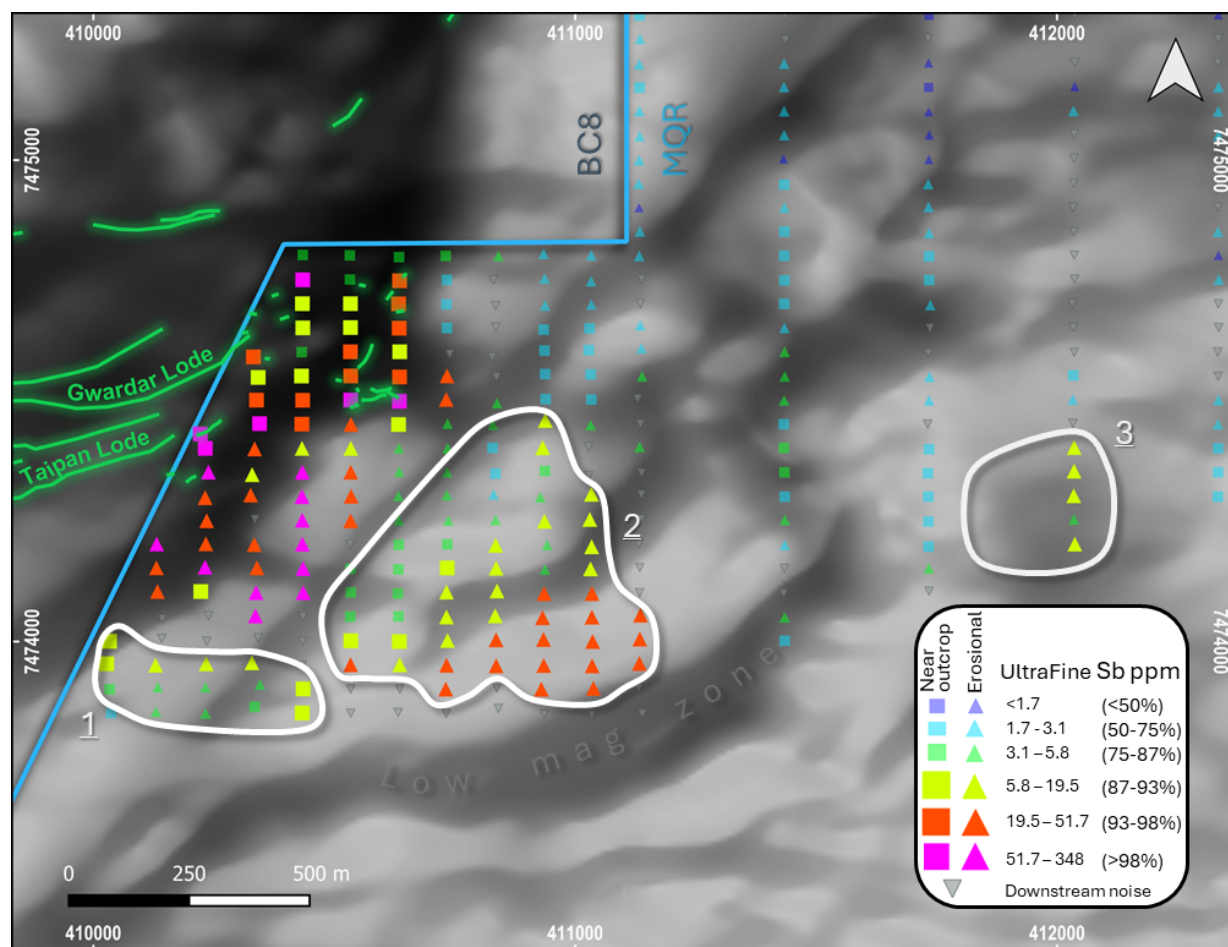 410000
411000
412000
7475000
7475000
BC8
MQR
Gwardar Lode
Taipan Lode
3
2
1
7474000
7474000
Low mag zone
Near outcrop
Erosional
UltraFine Sb ppm
<1.7 (<50%)
1.7 - 3.1 (50-75%)
3.1 – 5.8 (75-87%)
5.8 – 19.5 (87-93%)
19.5 – 51.7 (93-98%)
51.7 – 348 (>98%)
Downstream noise
0 250 500 m
410000
411000
412000